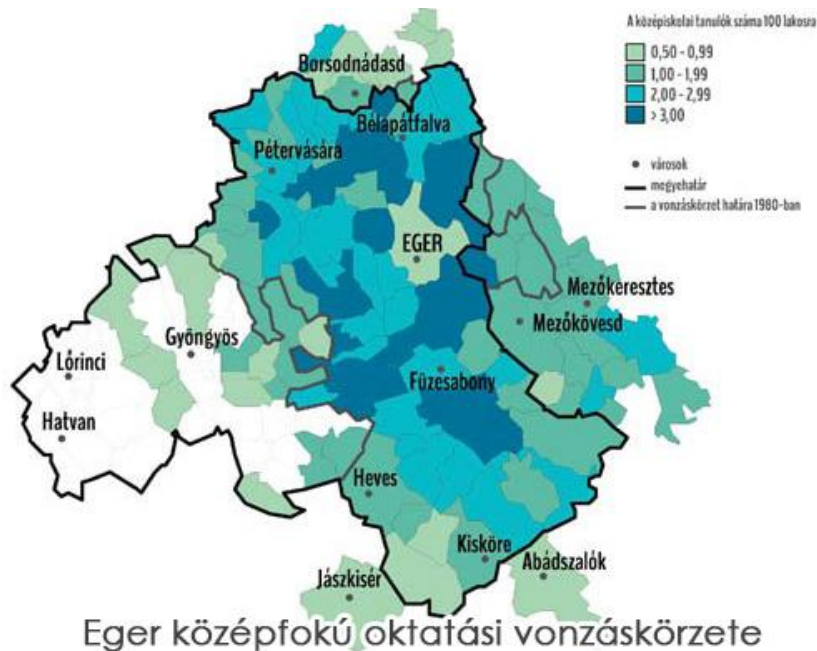 A középiskolai tanulók száma 100 lakosra
0,50 - 0,99
1,00 - 1,99
2,00 - 2,99
> 3,00
városok
megyehatár
a vonzáskörzet határa 1980-ban
Borsodnádasd
Bélapátfalva
Pétervására
EGER
Mezőkeresztes
Mezőkövesd
Gyöngyös
Lőrinci
Füzesabony
Hatvan
Heves
Kisköre
Abádszalók
Jászkisér
Eger középfokú oktatási vonzáskörzete